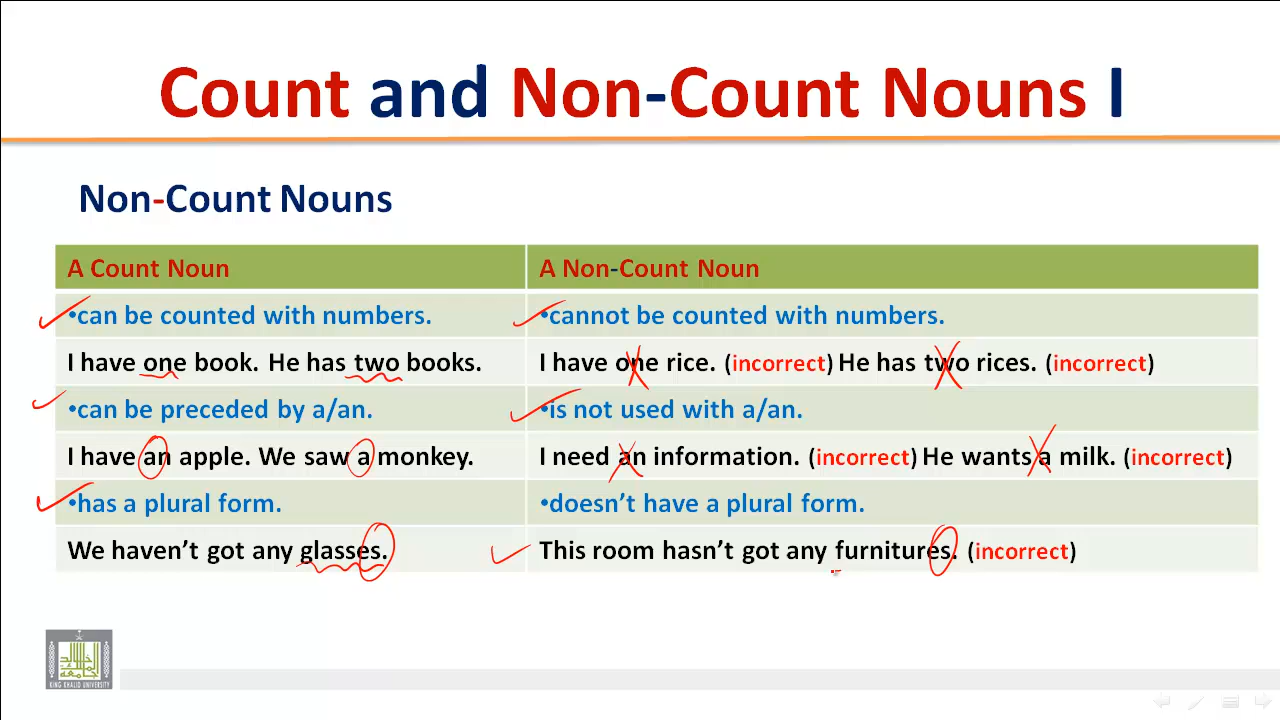 Count and Non-Count Nouns I
Non-Count Nouns
A Count Noun
A Non-Count Noun
•can be counted with numbers.
•cannot be counted with numbers.
I have one book. He has two books.
I have one rice. (incorrect) He has two rices. (incorrect)
•can be preceded by a/an.
•is not used with a/an.
I have an apple. We saw a monkey.
I need an information. (incorrect) He wants a milk. (incorrect)
•has a plural form.
•doesn't have a plural form.
We haven't got any glasses.
This room hasn't got any furnitures. (incorrect)
KING KHALID UNIVERSITY